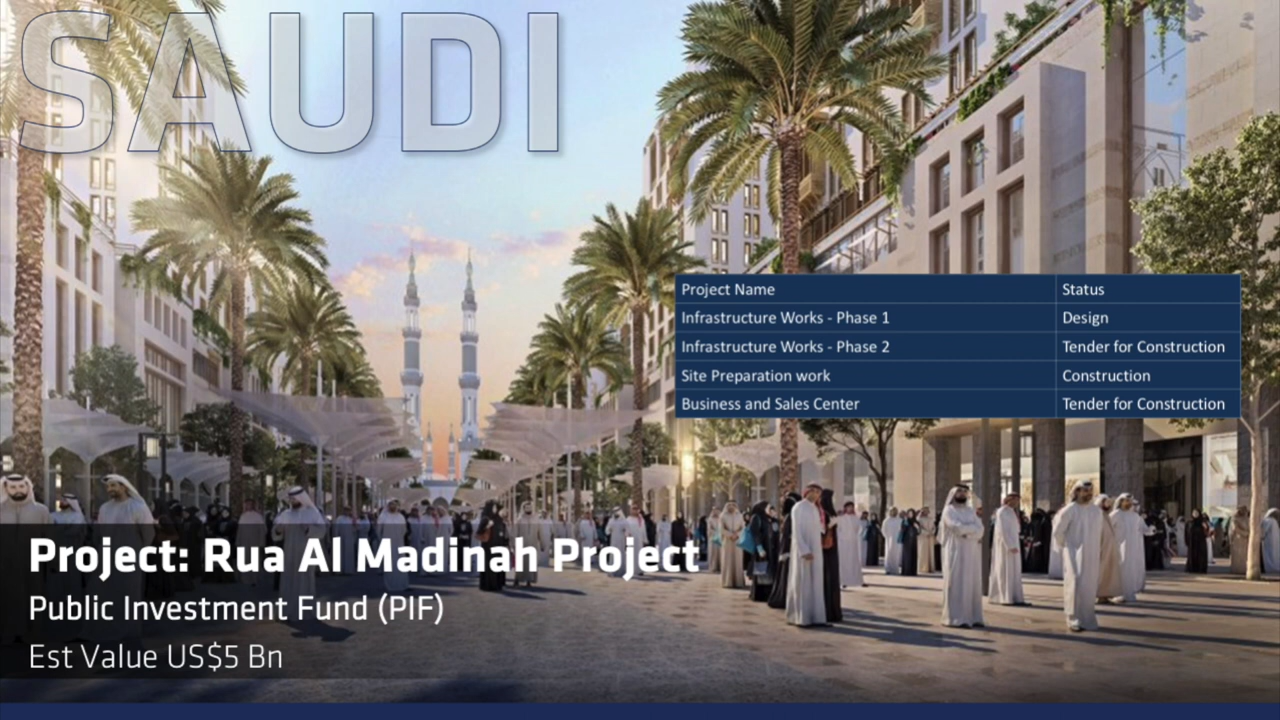 SAUDI
Project Name Status
Infrastructure Works - Phase 1 Design
Infrastructure Works - Phase 2 Tender for Construction
Site Preparation work Construction
Business and Sales Center Tender for Construction
Project: Rua Al Madinah Project
Public Investment Fund (PIF)
Est Value US$5 Bn